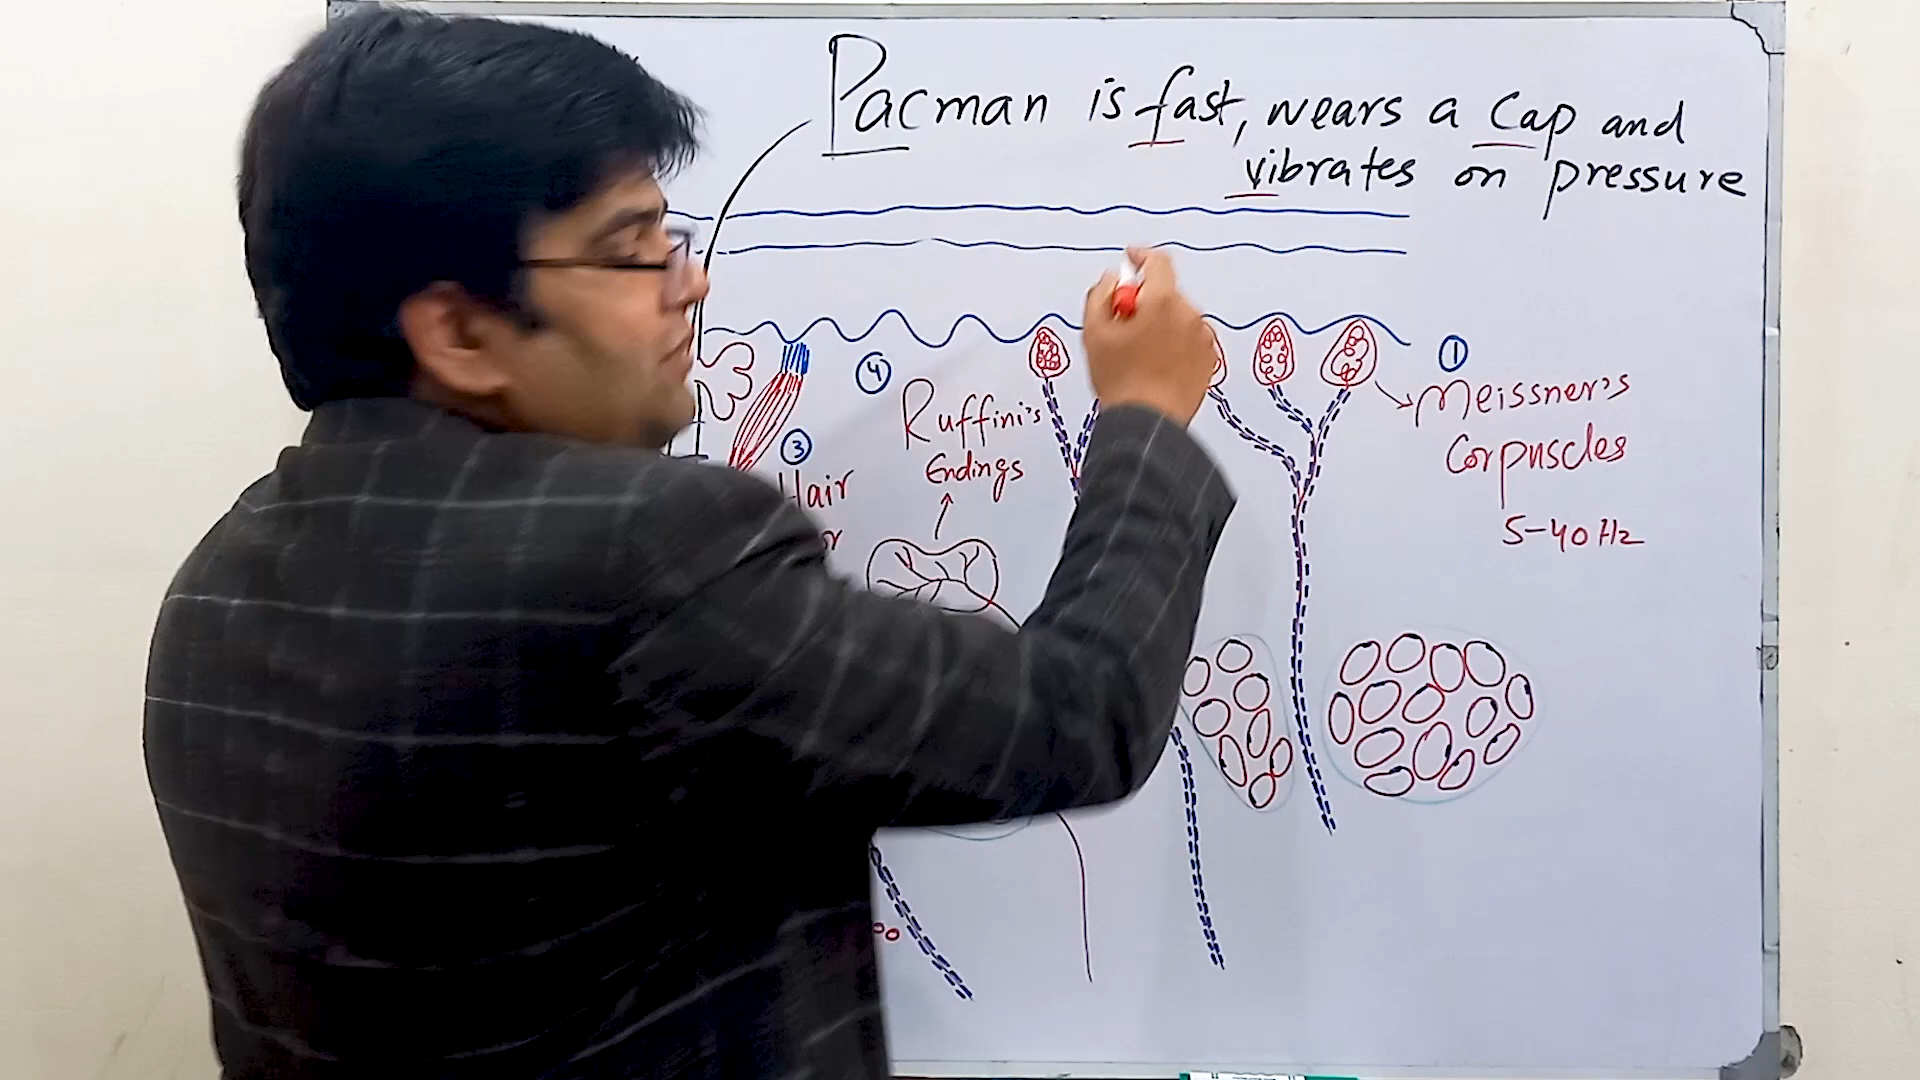 Pacman is fast, wears a Cap and
vibrates on pressure
①
Meissner's
Corpuscles
5-40 Hz
④
Ruffini's
Endings
③
Hair